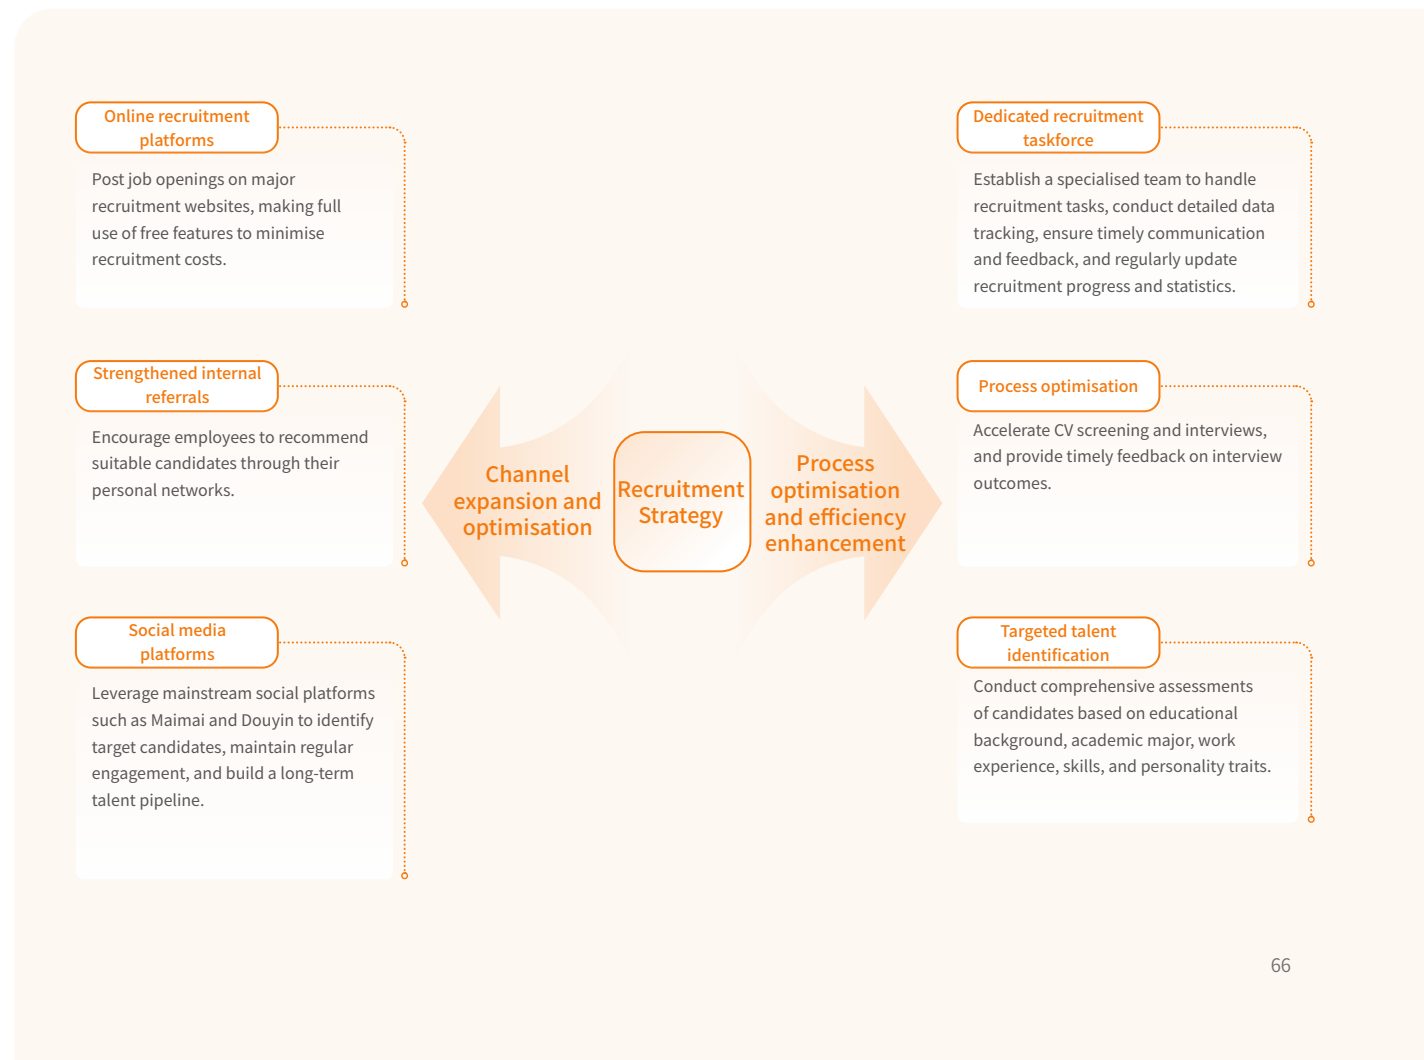 Online recruitment
platforms
Post job openings on major
recruitment websites, making full
use of free features to minimise
recruitment costs.
Strengthened internal
referrals
Encourage employees to recommend
suitable candidates through their
personal networks.
Social media
platforms
Leverage mainstream social platforms
such as Maimai and Douyin to identify
target candidates, maintain regular
engagement, and build a long-term
talent pipeline.
Channel
expansion and
optimisation
Recruitment
Strategy
Process
optimisation
and efficiency
enhancement
Dedicated recruitment
taskforce
Establish a specialised team to handle
recruitment tasks, conduct detailed data
tracking, ensure timely communication
and feedback, and regularly update
recruitment progress and statistics.
Process optimisation
Accelerate CV screening and interviews,
and provide timely feedback on interview
outcomes.
Targeted talent
identification
Conduct comprehensive assessments
of candidates based on educational
background, academic major, work
experience, skills, and personality traits.
66